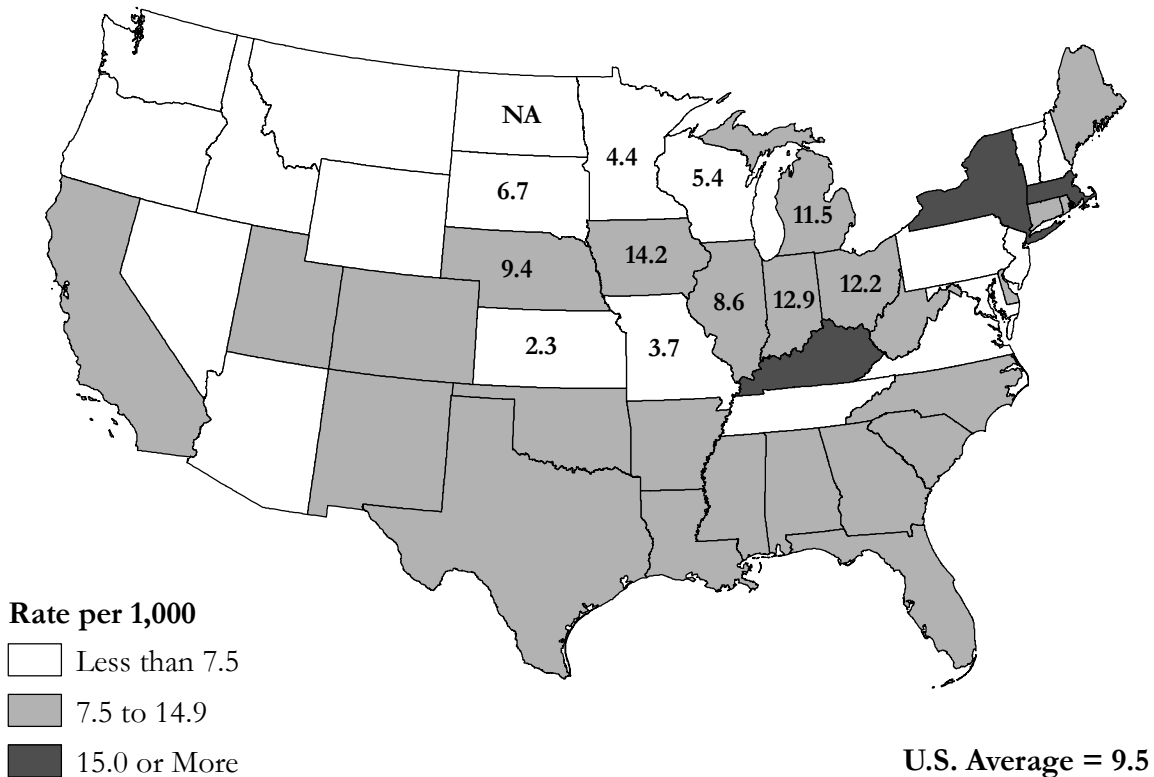 NA
4.4
5.4
6.7
11.5
14.2
9.4
12.2
8.6
12.9
2.3
3.7
Rate per 1,000
Less than 7.5
7.5 to 14.9
15.0 or More
U.S. Average = 9.5